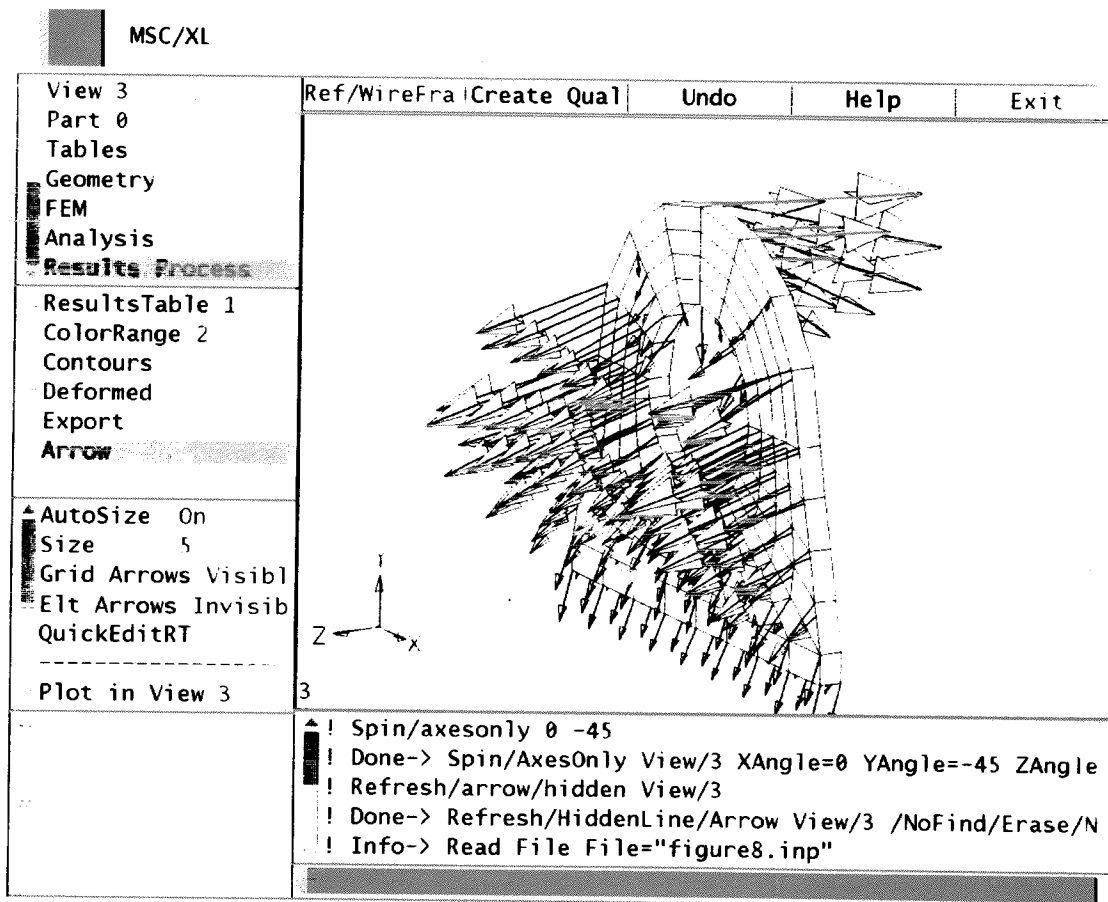 MSC/XL
View 3
Part 0
Tables
Geometry
FEM
Analysis
Results Process
ResultsTable 1
ColorRange 2
Contours
Deformed
Export
Arrow
AutoSize On
Size 5
Grid Arrows Visibl
Elt Arrows Invisib
QuickEditRT
Plot in View 3
Ref/WireFra Create Qual Undo Help Exit
Z X
3
! Spin/axesonly 0 -45
! Done-> Spin/AxesOnly View/3 XAngle=0 YAngle=-45 ZAngle
! Refresh/arrow/hidden View/3
! Done-> Refresh/HiddenLine/Arrow View/3 /NoFind/Erase/N
! Info-> Read File File="figure8.inp"